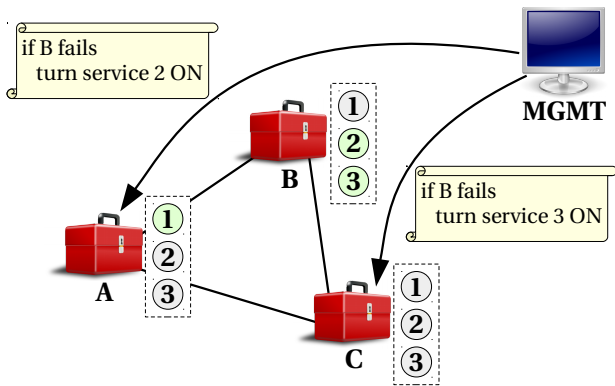 if B fails
turn service 2 ON
MGMT
1
2
3
B
if B fails
turn service 3 ON
1
2
3
A
1
2
3
C